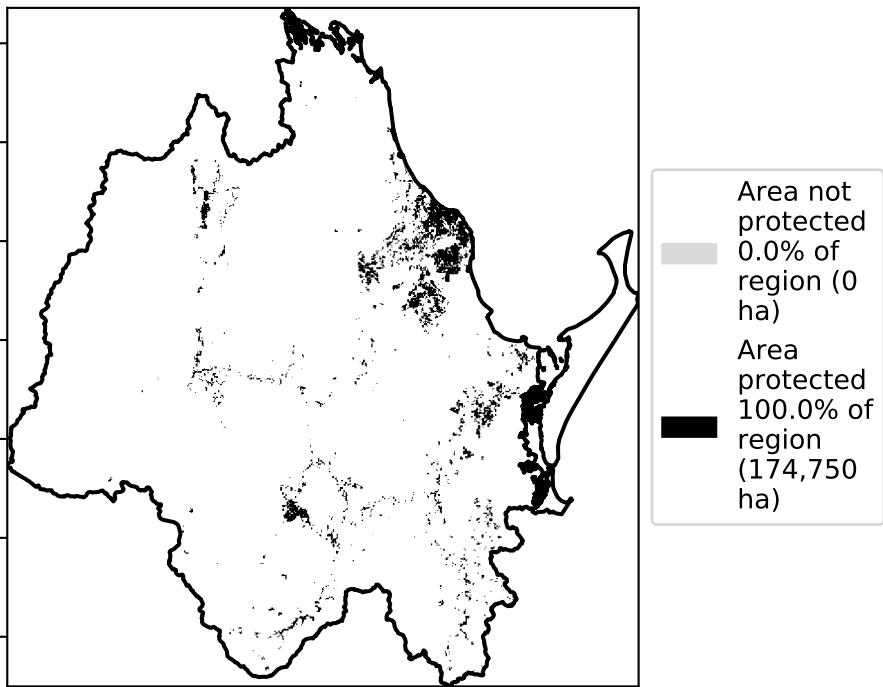 Area not
protected
0.0% of
region (0
ha)
Area
protected
100.0% of
region
(174,750
ha)